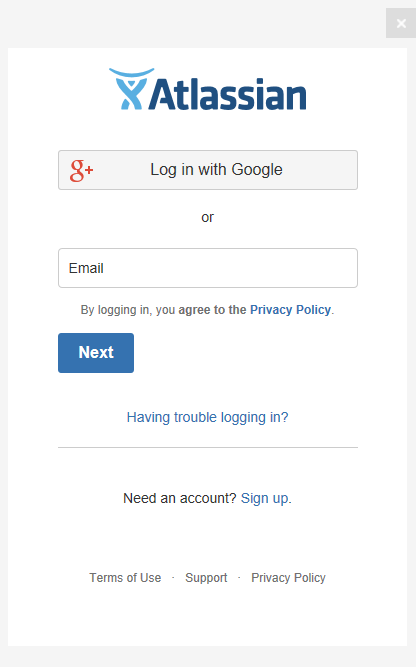 Atlassian
g+ Log in with Google
or
Email
By logging in, you agree to the Privacy Policy.
Next
Having trouble logging in?
Need an account? Sign up.
Terms of Use · Support · Privacy Policy